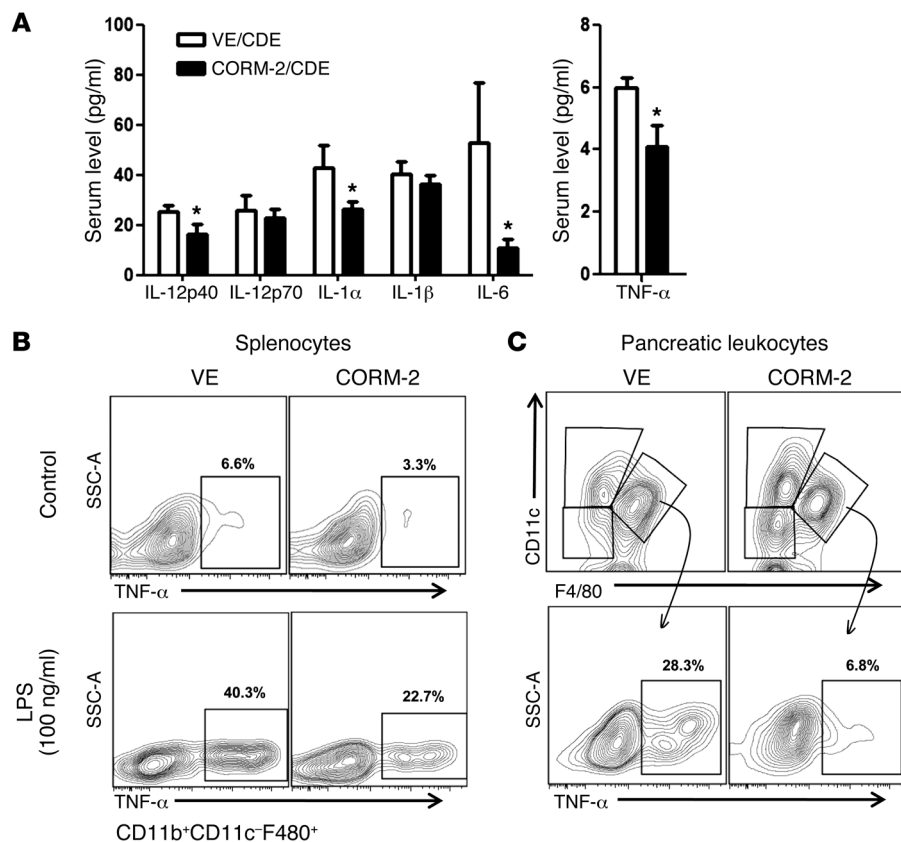 A
100
80
60
40
20
0
Serum level (pg/ml)
VE/CDE
CORM-2/CDE
*
*
*
IL-12p40 IL-12p70 IL-1α IL-1β IL-6
8
6
4
2
0
Serum level (pg/ml)
*
TNF-α
B
Splenocytes
VE CORM-2
Control
SSC-A
6.6% 3.3%
TNF-α
LPS
(100 ng/ml)
SSC-A
40.3% 22.7%
TNF-α
CD11b⁺CD11c⁻F480⁺
C
Pancreatic leukocytes
VE CORM-2
CD11c
F4/80
SSC-A
28.3% 6.8%
TNF-α